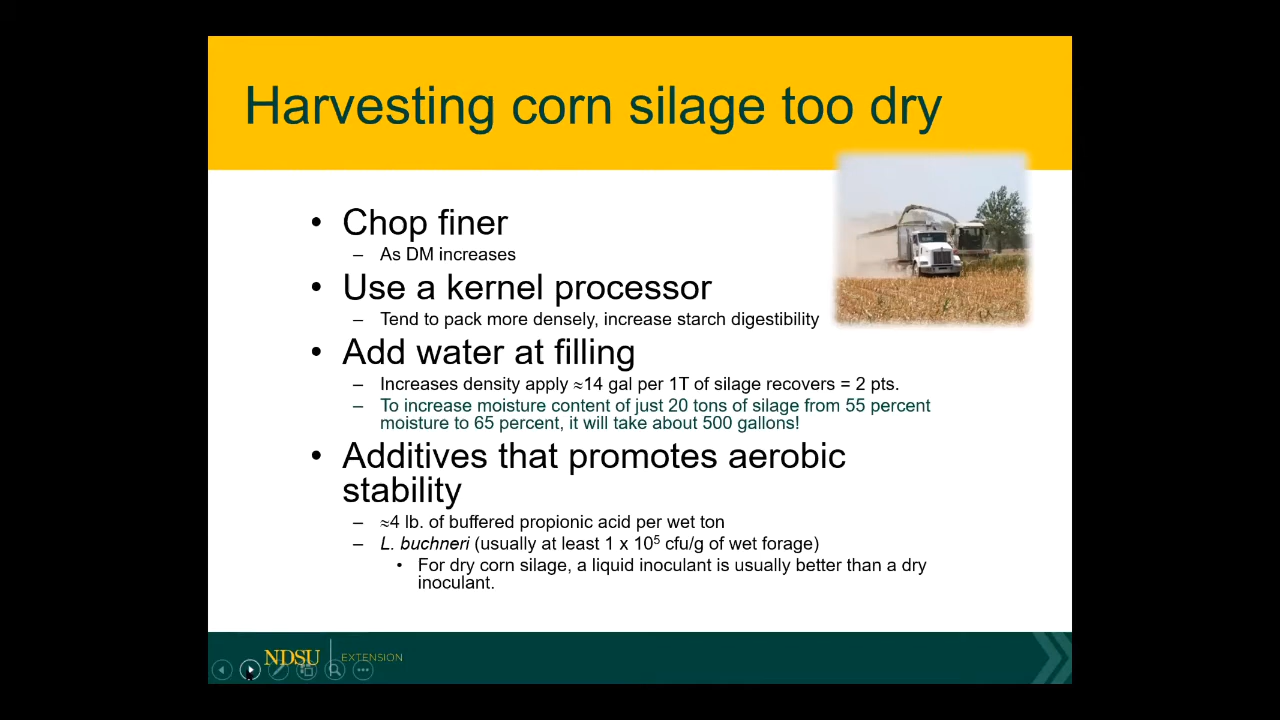 Harvesting corn silage too dry
• Chop finer
– As DM increases
• Use a kernel processor
– Tend to pack more densely, increase starch digestibility
• Add water at filling
– Increases density apply ≈14 gal per 1T of silage recovers = 2 pts.
– To increase moisture content of just 20 tons of silage from 55 percent
moisture to 65 percent, it will take about 500 gallons!
• Additives that promotes aerobic
stability
– ≈4 lb. of buffered propionic acid per wet ton
– L. buchneri (usually at least 1 x 10⁵ cfu/g of wet forage)
• For dry corn silage, a liquid inoculant is usually better than a dry
inoculant.
NDSU EXTENSION